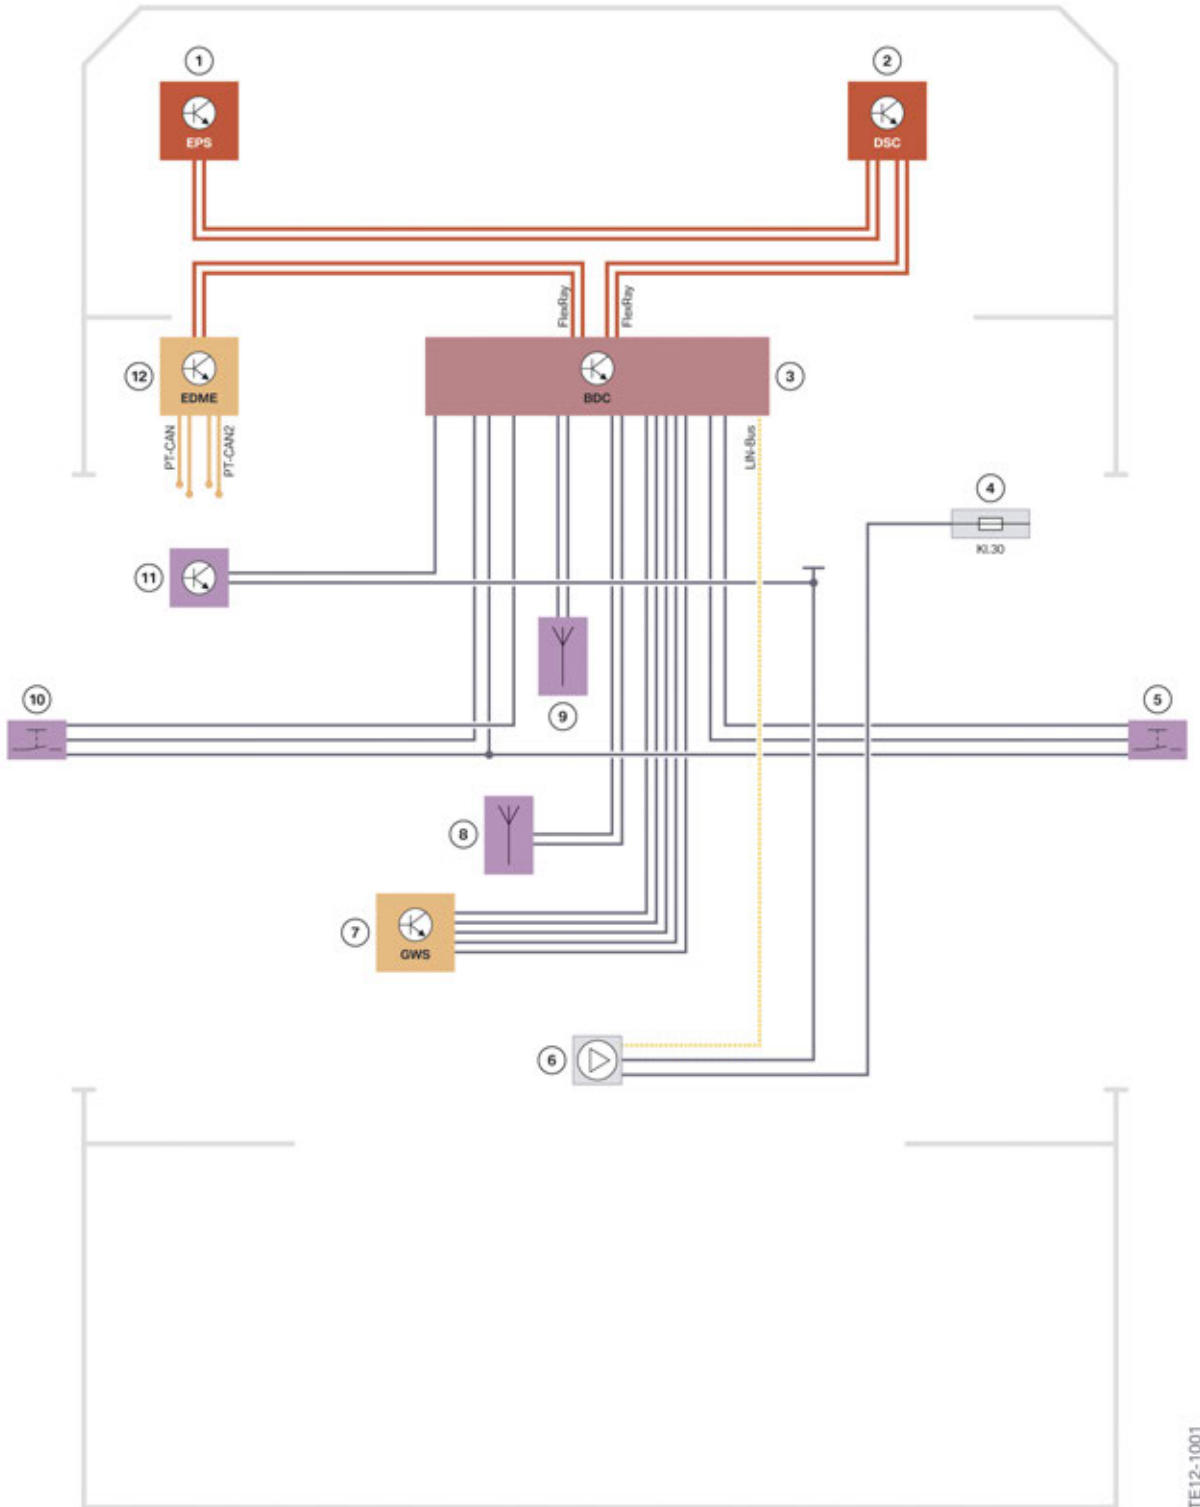 1
2
EPS
DSC
FlexRay
FlexRay
12
EDME
BDC
3
PT-CAN
PT-CAN2
LIN-Bus
4
Kl.30
11
10
9
5
8
7
GWS
6
TE12-1001